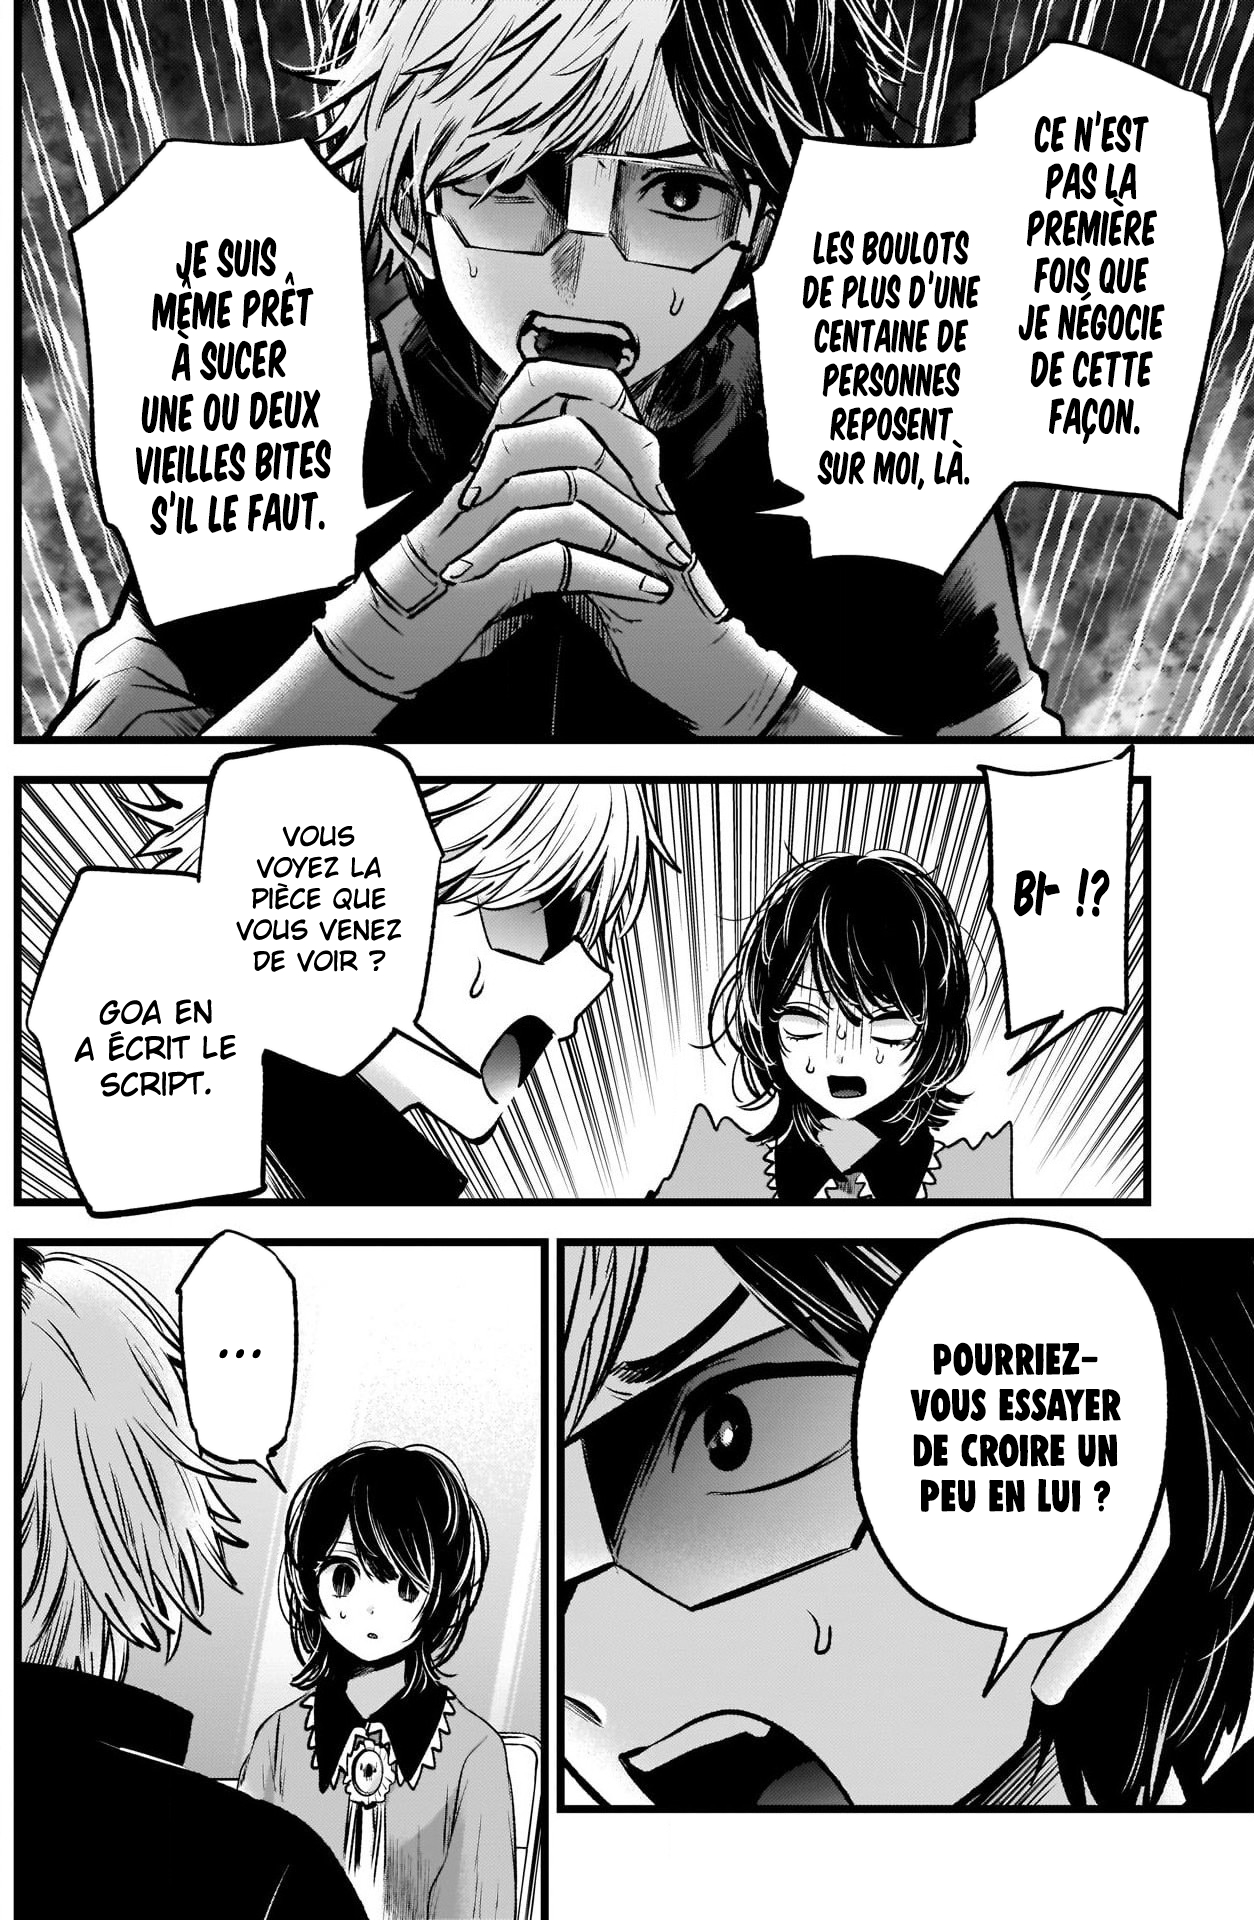 CE N'EST
PAS LA
PREMIÈRE
FOIS QUE
JE NÉGOCIE
DE CETTE
FAÇON.
LES BOULOTS
DE PLUS D'UNE
CENTAINE DE
PERSONNES
REPOSENT
SUR MOI, LÀ.
JE SUIS
MÊME PRÊT
À SUCER
UNE OU DEUX
VIEILLES BITES
S'IL LE FAUT.
BI- !?
VOUS
VOYEZ LA
PIÈCE QUE
VOUS VENEZ
DE VOIR ?
GOA EN
A ÉCRIT LE
SCRIPT.
POURRIEZ-
VOUS ESSAYER
DE CROIRE UN
PEU EN LUI ?
...